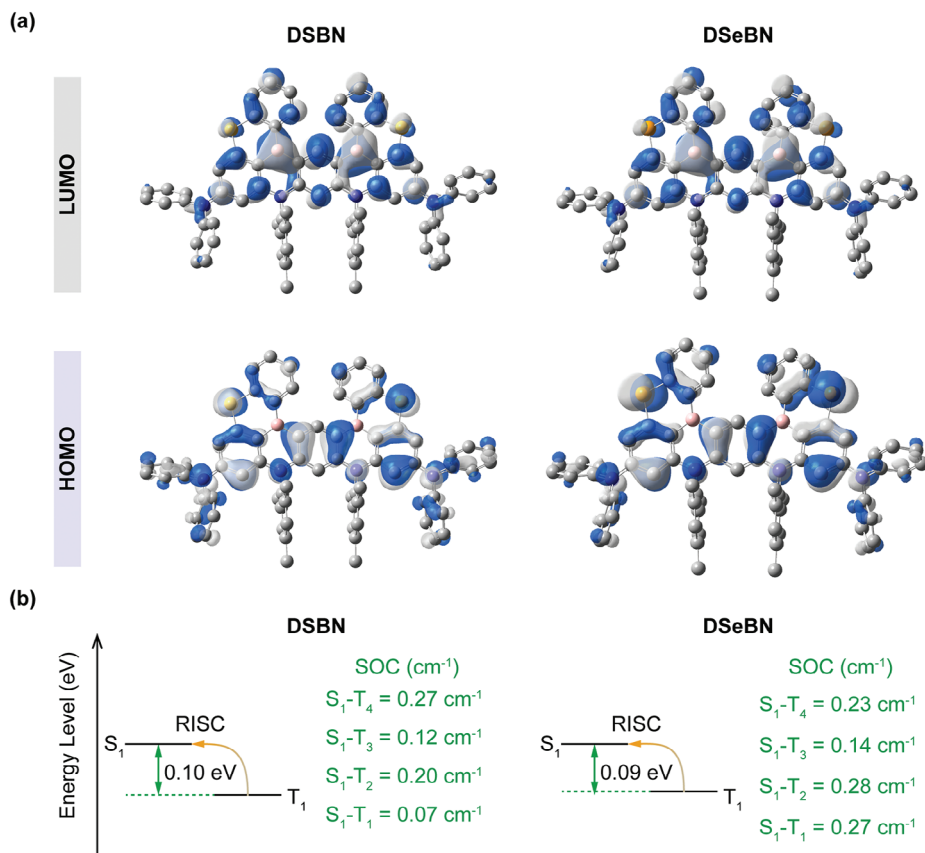 (a)
DSBN
DSeBN
LUMO
HOMO
(b)
DSBN
DSeBN
Energy Level (eV)
S₁
RISC
0.10 eV
T₁
SOC (cm⁻¹)
S₁-T₄ = 0.27 cm⁻¹
S₁-T₃ = 0.12 cm⁻¹
S₁-T₂ = 0.20 cm⁻¹
S₁-T₁ = 0.07 cm⁻¹
S₁
RISC
0.09 eV
T₁
SOC (cm⁻¹)
S₁-T₄ = 0.23 cm⁻¹
S₁-T₃ = 0.14 cm⁻¹
S₁-T₂ = 0.28 cm⁻¹
S₁-T₁ = 0.27 cm⁻¹